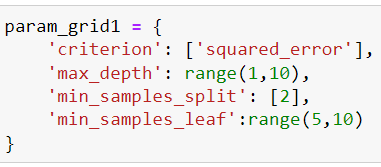 param_grid1 = {
    'criterion': ['squared_error'],
    'max_depth': range(1,10),
    'min_samples_split': [2],
    'min_samples_leaf':range(5,10)
}